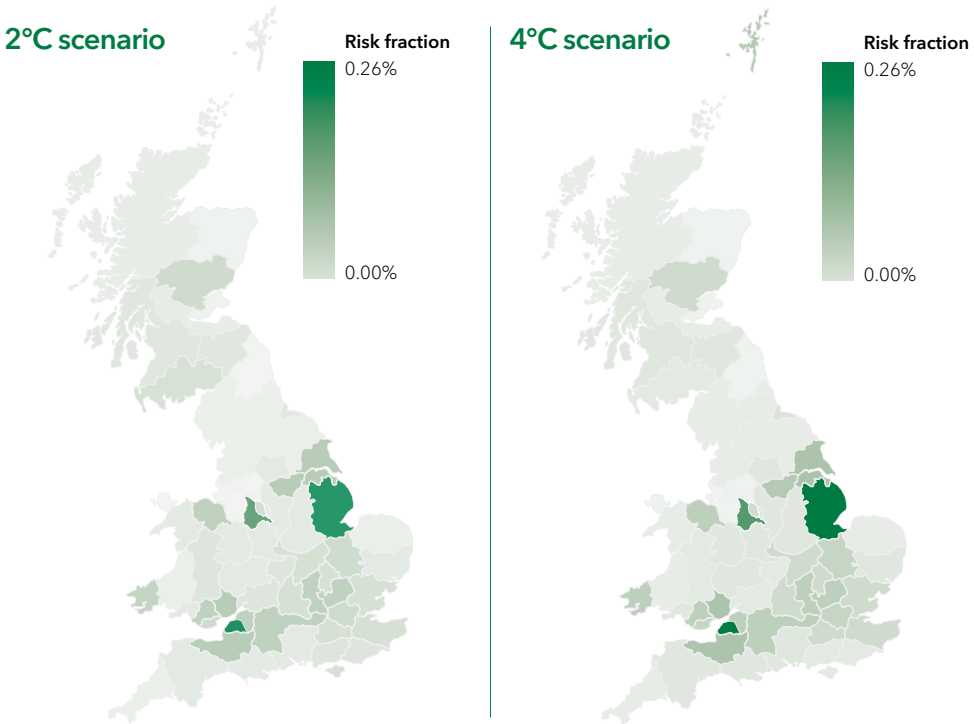 2°C scenario
Risk fraction
0.26%
0.00%
4°C scenario
Risk fraction
0.26%
0.00%